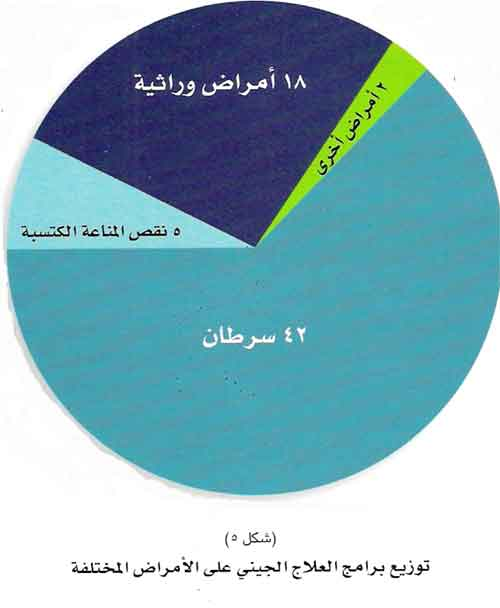 ١٨ أمراض وراثية
٢ أمراض أخرى
٥ نقص المناعة الكتسبة
٤٢ سرطان
(شكل ٥)
توزيع برامج العلاج الجيني على الأمراض المختلفة